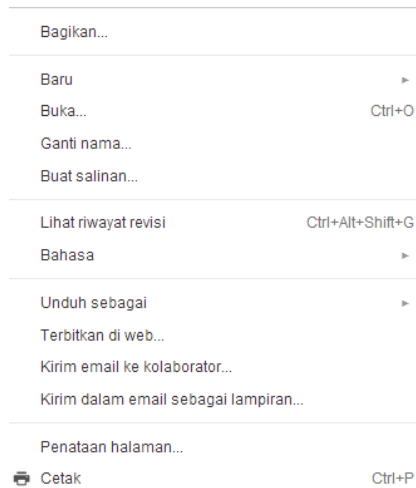 Bagikan...
Baru
Buka... Ctrl+O
Ganti nama...
Buat salinan...
Lihat riwayat revisi Ctrl+Alt+Shift+G
Bahasa
Unduh sebagai
Terbitkan di web...
Kirim email ke kolaborator...
Kirim dalam email sebagai lampiran...
Penataan halaman...
Cetak Ctrl+P